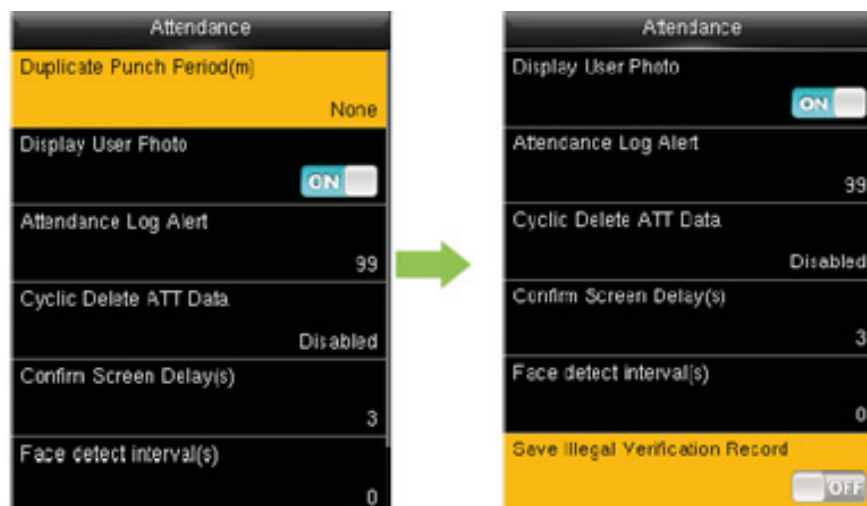 Attendance
Duplicate Punch Period(m)
None
Display User Photo
ON
Attendance Log Alert
99
Cyclic Delete ATT Data
Disabled
Confirm Screen Delay(s)
3
Face detect interval(s)
0
Attendance
Display User Photo
ON
Attendance Log Alert
99
Cyclic Delete ATT Data
Disabled
Confirm Screen Delay(s)
3
Face detect interval(s)
0
Save Illegal Verification Record
OFF